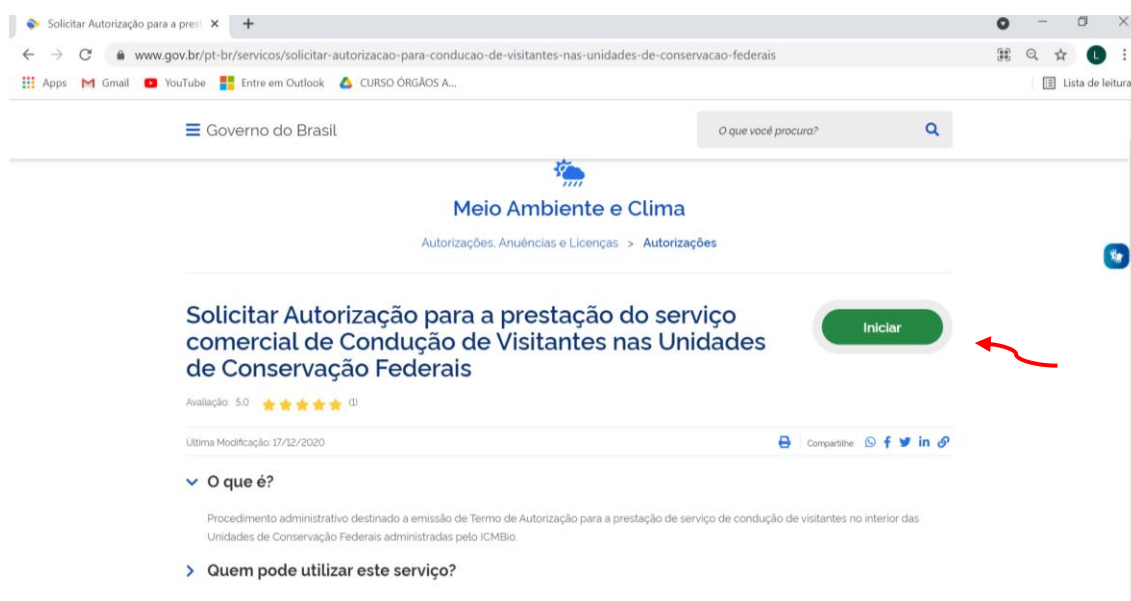 Solicitar Autorização para a prest
www.gov.br/pt-br/servicos/solicitar-autorizacao-para-conducao-de-visitantes-nas-unidades-de-conservacao-federais
L
Apps Gmail YouTube Entre em Outlook CURSO ÓRGÃOS A... Lista de leitura
Governo do Brasil O que você procura?
Meio Ambiente e Clima
Autorizações, Anuências e Licenças > Autorizações
Solicitar Autorização para a prestação do serviço
comercial de Condução de Visitantes nas Unidades
de Conservação Federais
Iniciar
Avaliação: 5.0 (1)
Última Modificação: 17/12/2020 Compartilhe
O que é?
Procedimento administrativo destinado a emissão de Termo de Autorização para a prestação de serviço de condução de visitantes no interior das
Unidades de Conservação Federais administradas pelo ICMBio.
Quem pode utilizar este serviço?